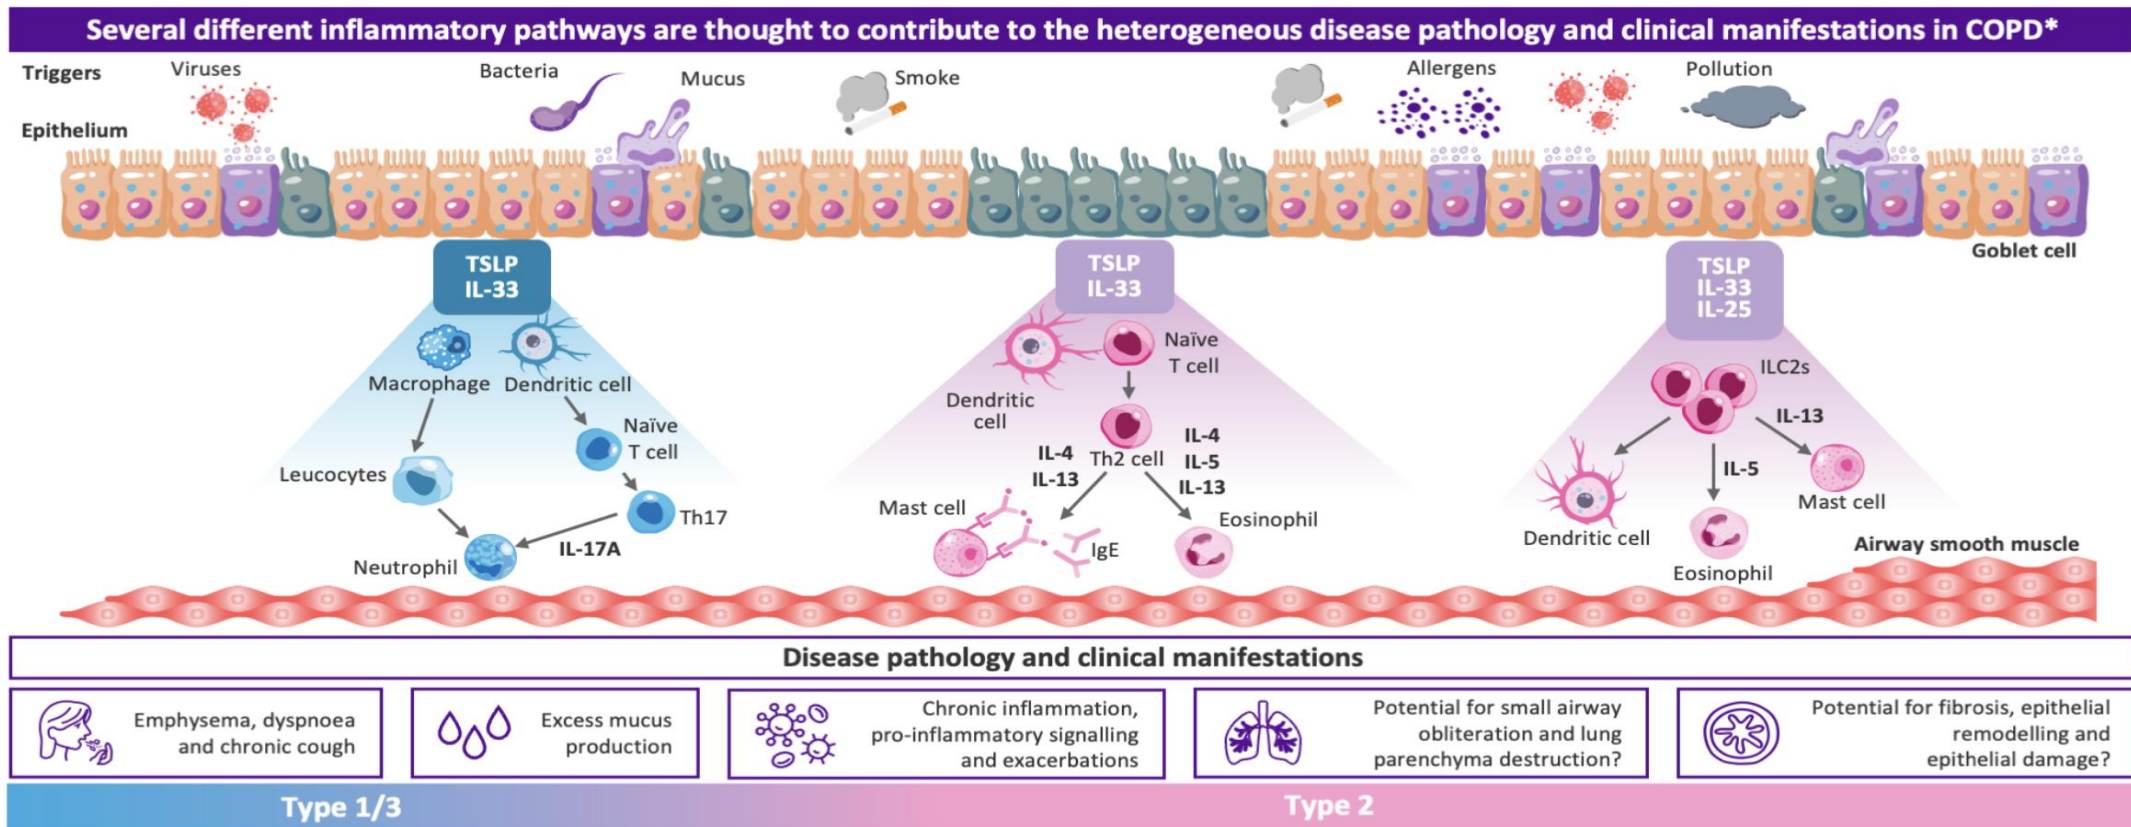 Several different inflammatory pathways are thought to contribute to the heterogeneous disease pathology and clinical manifestations in COPD*
Triggers
Viruses
Bacteria
Mucus
Smoke
Allergens
Pollution
Epithelium
Goblet cell
TSLP
IL-33
Macrophage
Dendritic cell
Naïve
T cell
Leucocytes
Th17
IL-17A
Neutrophil
TSLP
IL-33
Naïve
T cell
Dendritic
cell
Th2 cell
IL-4
IL-13
IL-4
IL-5
IL-13
Mast cell
IgE
Eosinophil
TSLP
IL-33
IL-25
ILC2s
IL-13
IL-5
Mast cell
Dendritic cell
Eosinophil
Airway smooth muscle
Disease pathology and clinical manifestations
Emphysema, dyspnoea
and chronic cough
Excess mucus
production
Chronic inflammation,
pro-inflammatory signalling
and exacerbations
Potential for small airway
obliteration and lung
parenchyma destruction?
Potential for fibrosis, epithelial
remodelling and
epithelial damage?
Type 1/3
Type 2